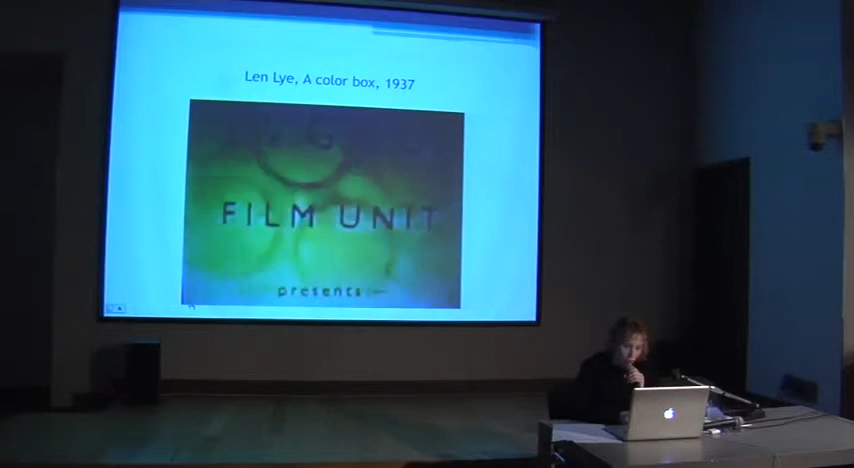 Len Lye, A color box, 1937
FILM UNIT
presents